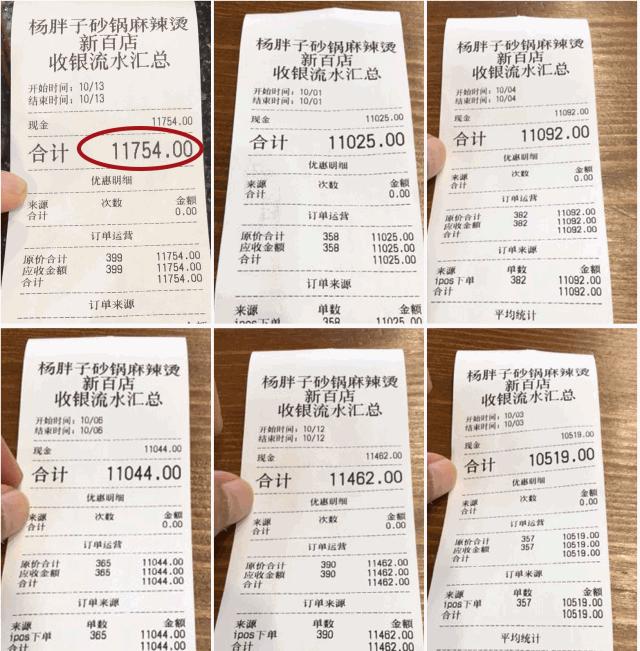 杨胖子砂锅麻辣烫
新百店
收银流水汇总
开始时间：10/13
结束时间：10/13
现金 11754.00
合计 11754.00
优惠明细
来源 次数 金额
合计 0.00
订单运营
原价合计 399 11754.00
应收金额 399 11754.00
合计 11754.00
订单来源
杨胖子砂锅麻辣烫
新百店
收银流水汇总
开始时间：10/01
结束时间：10/01
现金 11025.00
合计 11025.00
优惠明细
来源 次数 金额
合计 0.00
订单运营
原价合计 358 11025.00
应收金额 358 11025.00
合计 11025.00
订单来源
来源 单数 金额
ipos下单 358 11025.00
杨胖子砂锅麻辣烫
新百店
收银流水汇总
开始时间：10/04
结束时间：10/04
现金 11092.00
合计 11092.00
优惠明细
来源 次数 金额
合计 0.00
订单运营
原价合计 382 11092.00
应收金额 382 11092.00
合计 11092.00
订单来源
来源 单数 金额
ipos下单 382 11092.00
合计 11092.00
平均统计
杨胖子砂锅麻辣烫
新百店
收银流水汇总
开始时间：10/06
结束时间：10/06
现金 11044.00
合计 11044.00
优惠明细
来源 次数 金额
合计 0.00
订单运营
原价合计 365 11044.00
应收金额 365 11044.00
合计 11044.00
订单来源
来源 单数 金额
ipos下单 365 11044.00
合计 11044.00
杨胖子砂锅麻辣烫
新百店
收银流水汇总
开始时间：10/12
结束时间：10/12
现金 11462.00
合计 11462.00
优惠明细
来源 次数 金额
合计 0.00
订单运营
原价合计 390 11462.00
应收金额 390 11462.00
合计 11462.00
订单来源
来源 单数 金额
ipos下单 390 11462.00
合计 11462.00
杨胖子砂锅麻辣烫
新百店
收银流水汇总
开始时间：10/03
结束时间：10/03
现金 10519.00
合计 10519.00
优惠明细
来源 次数 金额
合计 0.00
订单运营
原价合计 357 10519.00
应收金额 357 10519.00
合计 10519.00
订单来源
来源 单数 金额
ipos下单 357 10519.00
合计 10519.00
平均统计